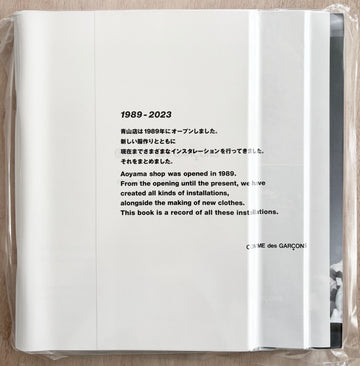 1989-2023
青山店は1989年にオープンしました。
新しい服作りとともに
現在までさまざまなインスタレーションを行ってきました。
それをまとめました。
Aoyama shop was opened in 1989.
From the opening until the present, we have
created all kinds of installations,
alongside the making of new clothes.
This book is a record of all these installations.
COMME des GARÇONS